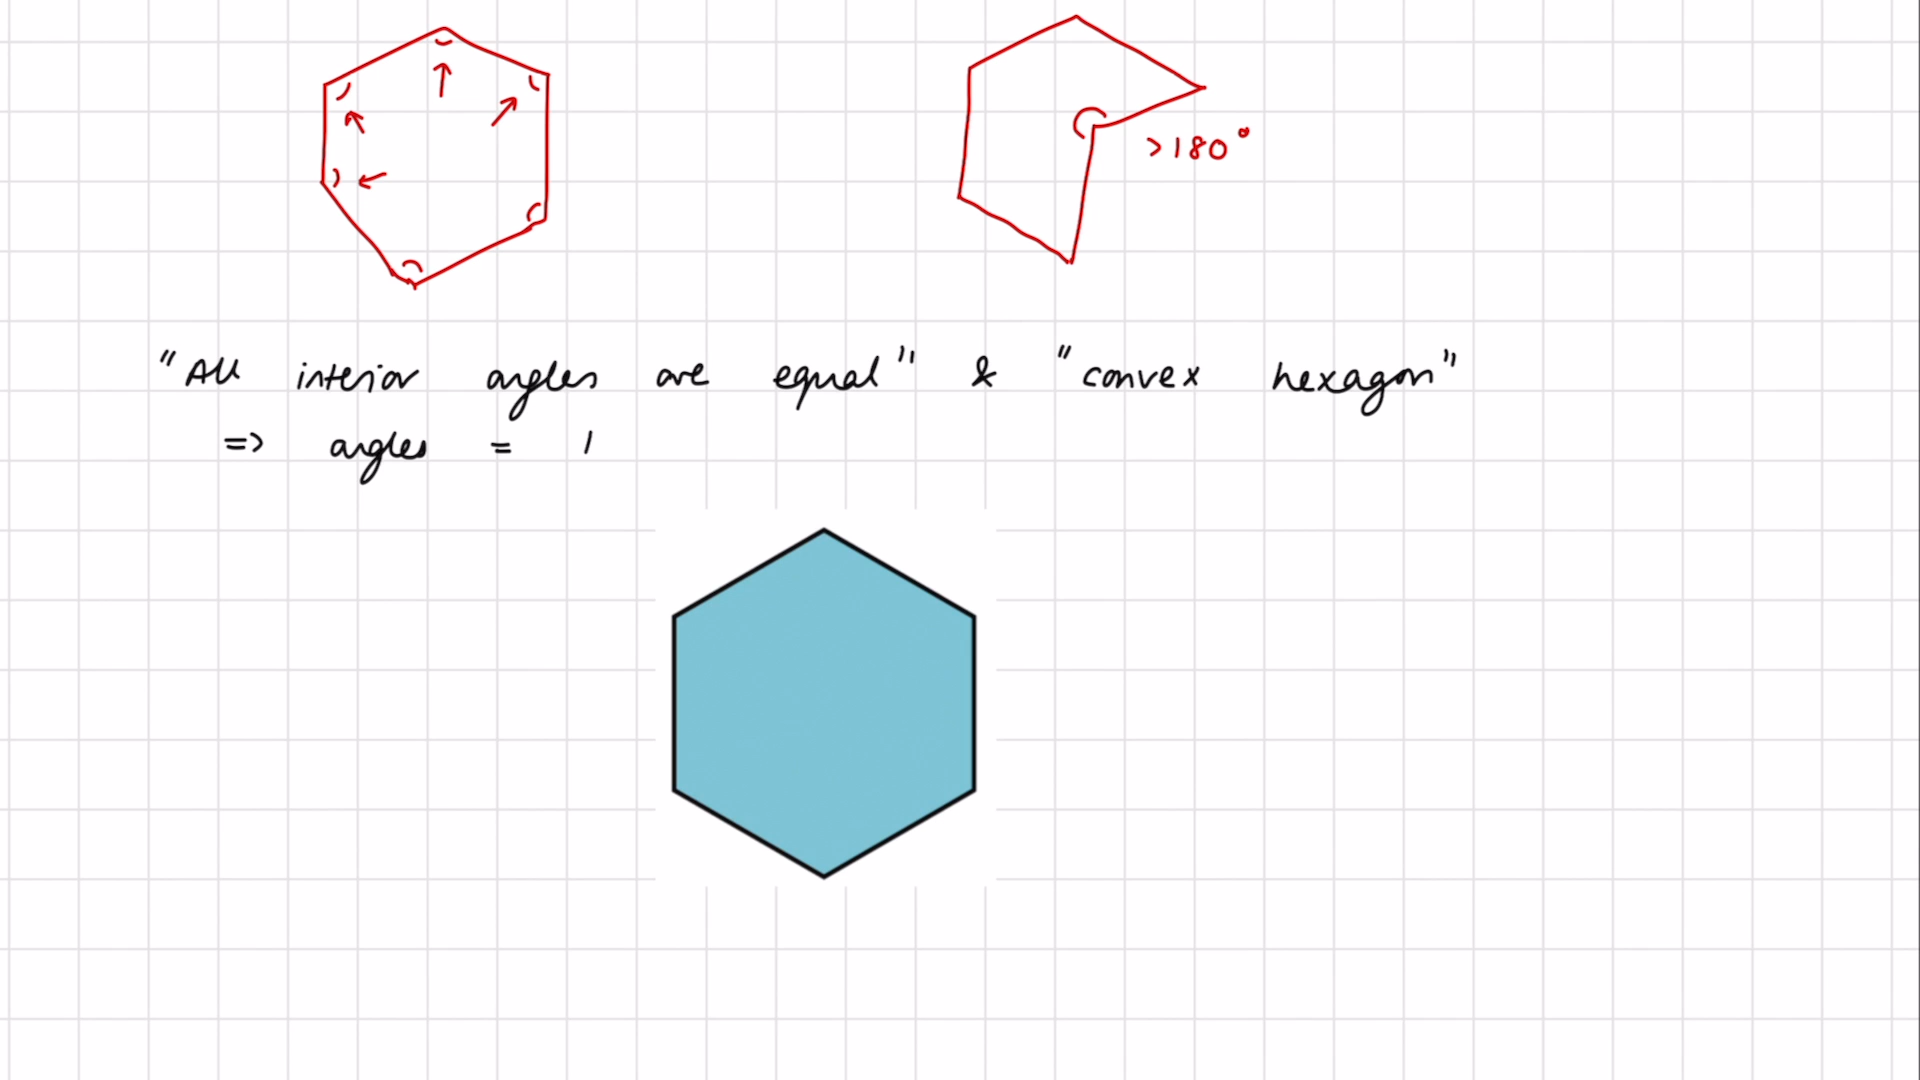 >180°
"All interior angles are equal" & "convex hexagon"
=> angles = 1